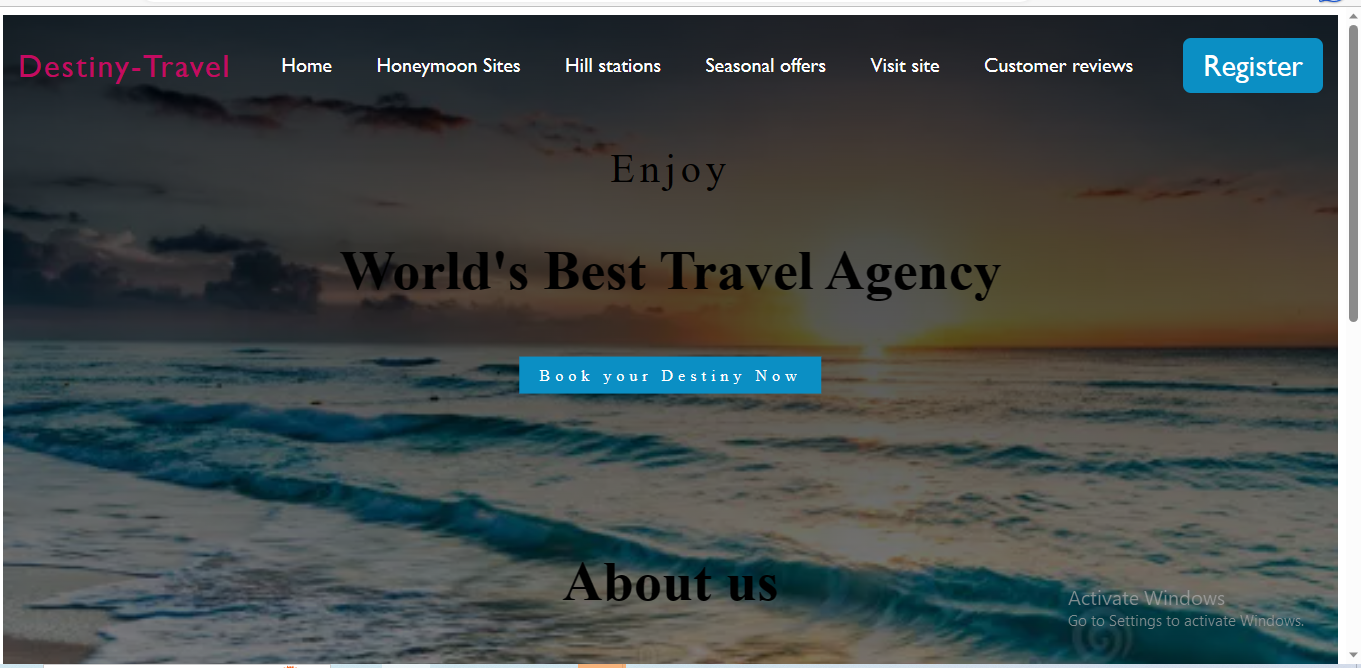 Destiny-Travel Home Honeymoon Sites Hill stations Seasonal offers Visit site Customer reviews Register
Enjoy
World's Best Travel Agency
Book your Destiny Now
About us
Activate Windows
Go to Settings to activate Windows.